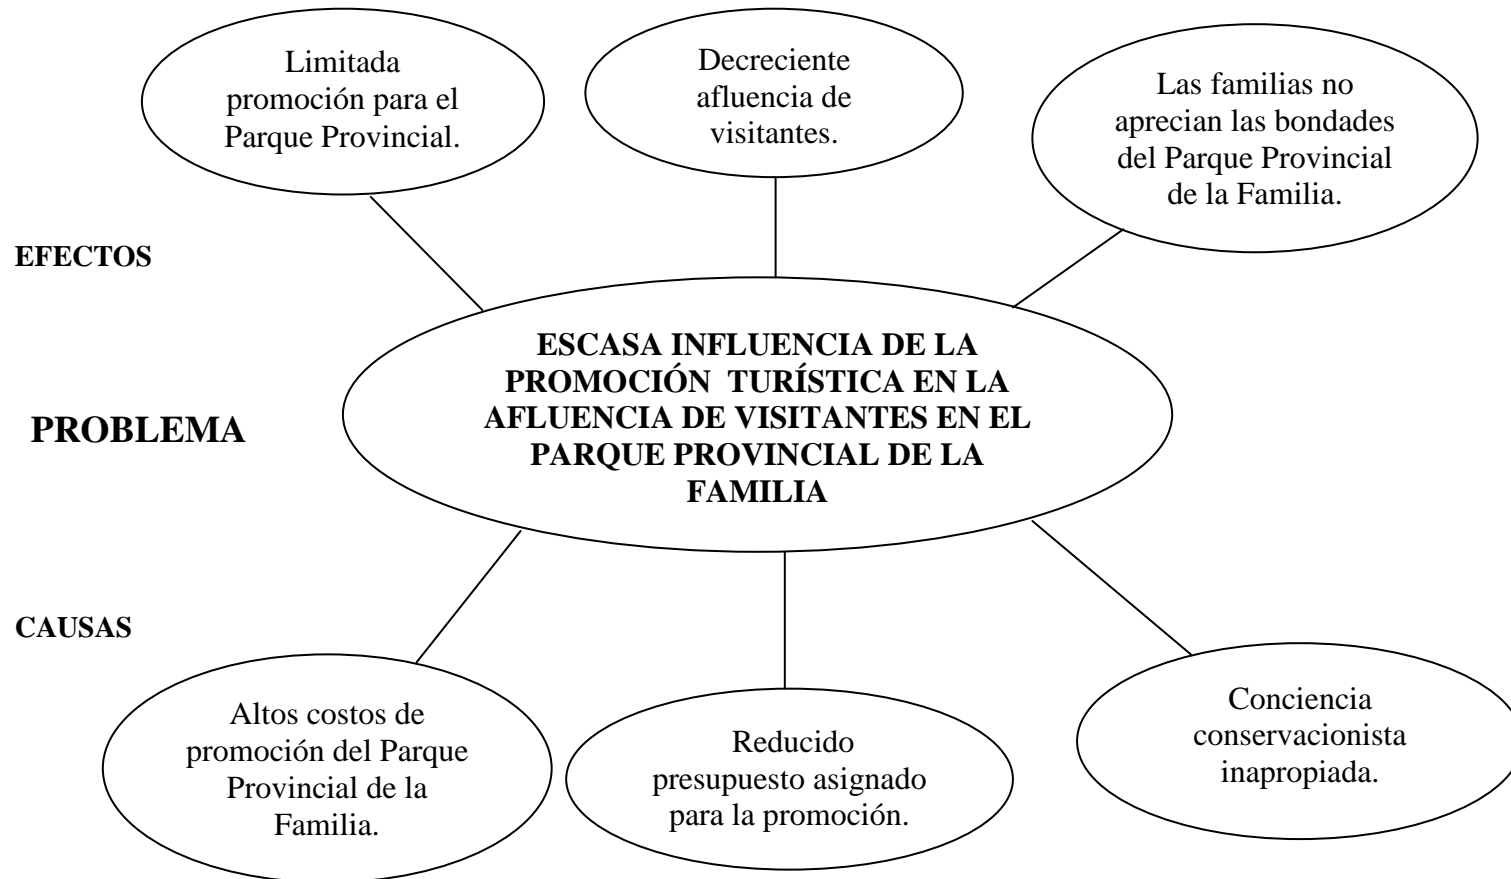 Limitada
promoción para el
Parque Provincial.
Decreciente
afluencia de
visitantes.
Las familias no
aprecian las bondades
del Parque Provincial
de la Familia.
EFECTOS
ESCASA INFLUENCIA DE LA
PROMOCIÓN TURÍSTICA EN LA
AFLUENCIA DE VISITANTES EN EL
PARQUE PROVINCIAL DE LA
FAMILIA
PROBLEMA
CAUSAS
Altos costos de
promoción del Parque
Provincial de la
Familia.
Reducido
presupuesto asignado
para la promoción.
Conciencia
conservacionista
inapropiada.